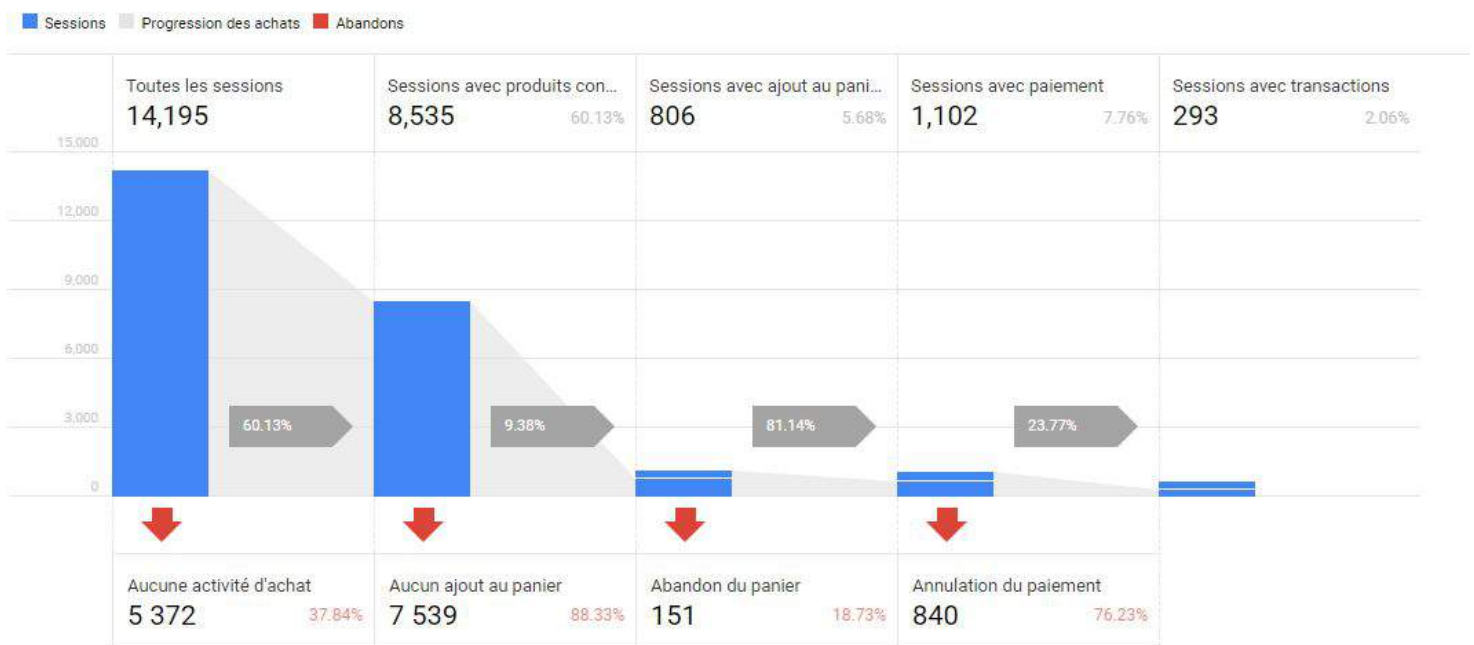 Sessions Progression des achats Abandons
Toutes les sessions
14,195
Sessions avec produits con...
8,535 60.13%
Sessions avec ajout au pani...
806 5.68%
Sessions avec paiement
1,102 7.76%
Sessions avec transactions
293 2.06%
15,000
12,000
9,000
6,000
3,000
0
60.13%
9.38%
81.14%
23.77%
Aucune activité d'achat
5 372 37.84%
Aucun ajout au panier
7 539 88.33%
Abandon du panier
151 18.73%
Annulation du paiement
840 76.23%